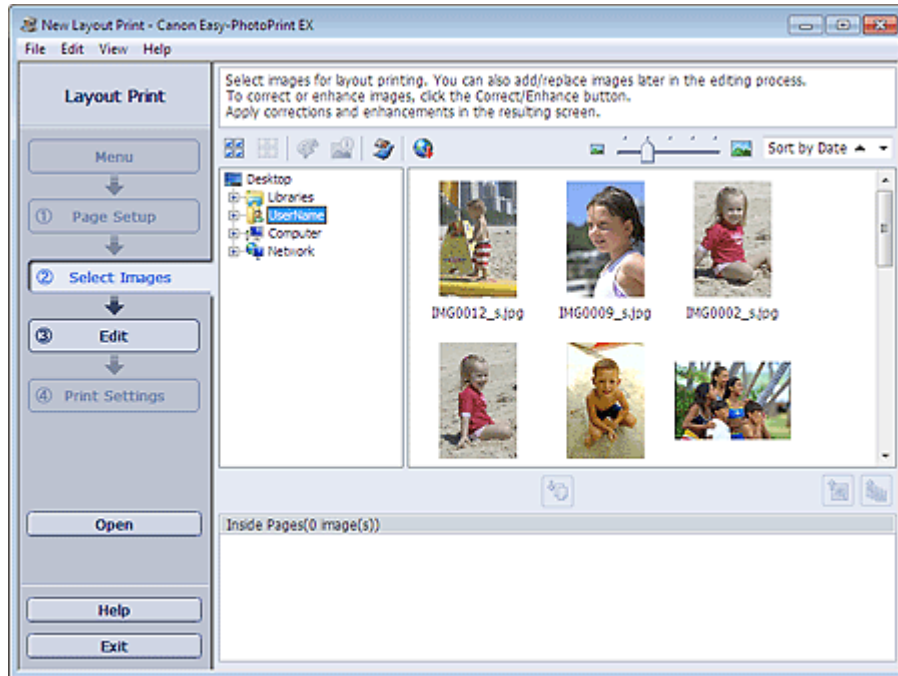 New Layout Print - Canon Easy-PhotoPrint EX
File Edit View Help
Layout Print
Menu
① Page Setup
② Select Images
③ Edit
④ Print Settings
Open
Help
Exit
Select images for layout printing. You can also add/replace images later in the editing process.
To correct or enhance images, click the Correct/Enhance button.
Apply corrections and enhancements in the resulting screen.
Sort by Date
Desktop
Libraries
UserName
Computer
Network
IMG0012_s.jpg IMG0009_s.jpg IMG0002_s.jpg
Inside Pages(0 image(s))